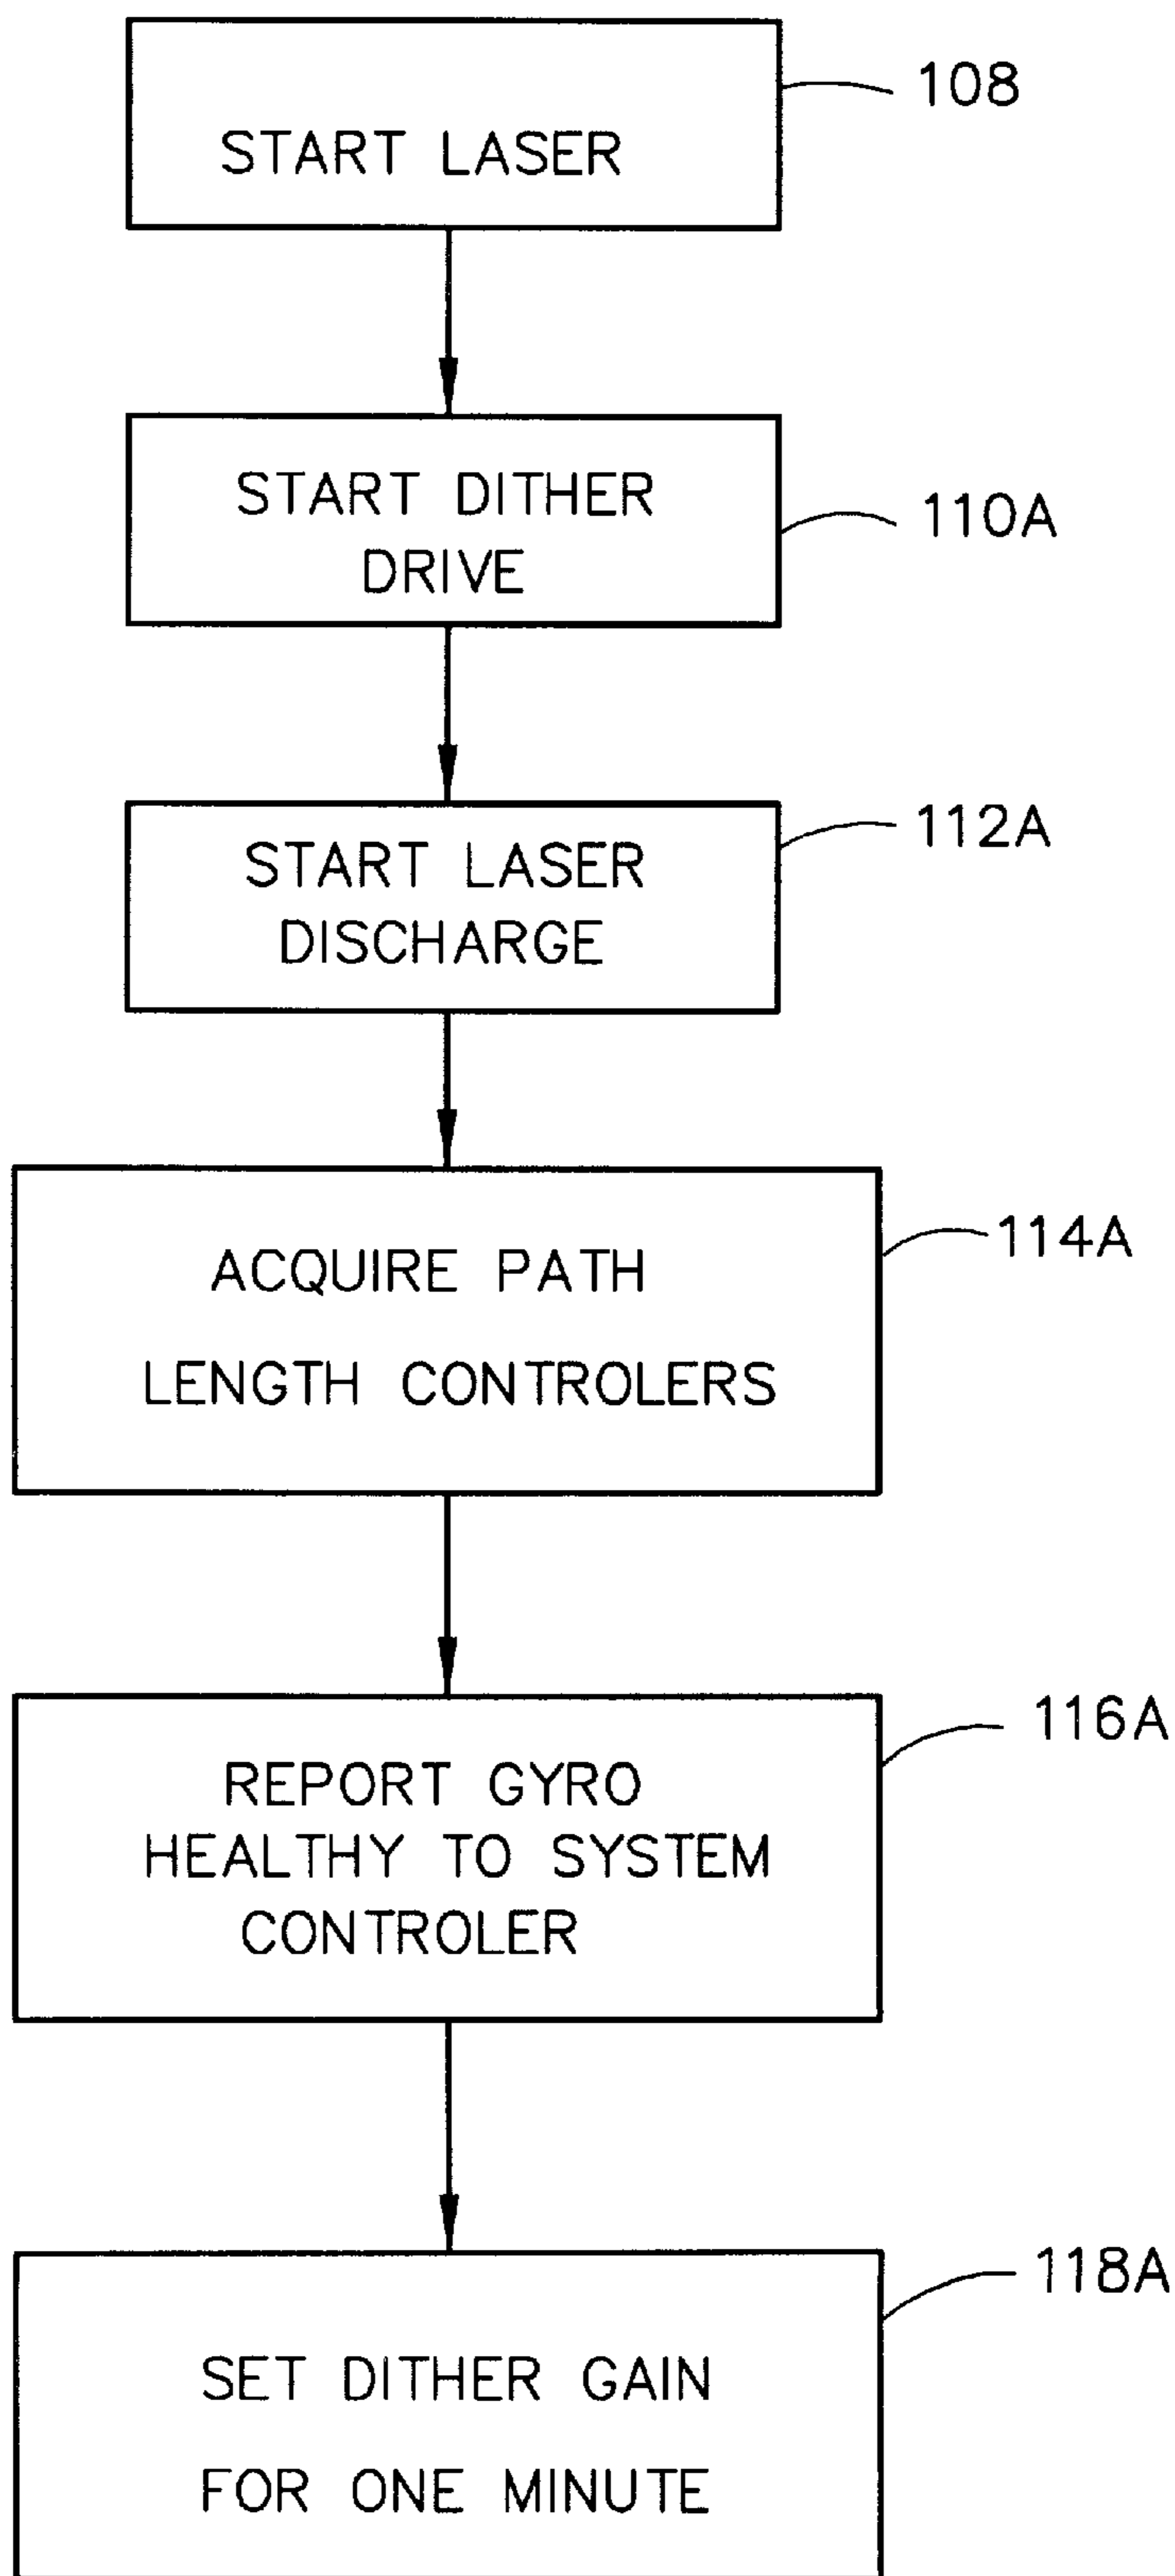 108
START LASER
START DITHER
DRIVE
110A
START LASER
DISCHARGE
112A
ACQUIRE PATH
LENGTH CONTROLERS
114A
REPORT GYRO
HEALTHY TO SYSTEM
CONTROLER
116A
SET DITHER GAIN
FOR ONE MINUTE
118A